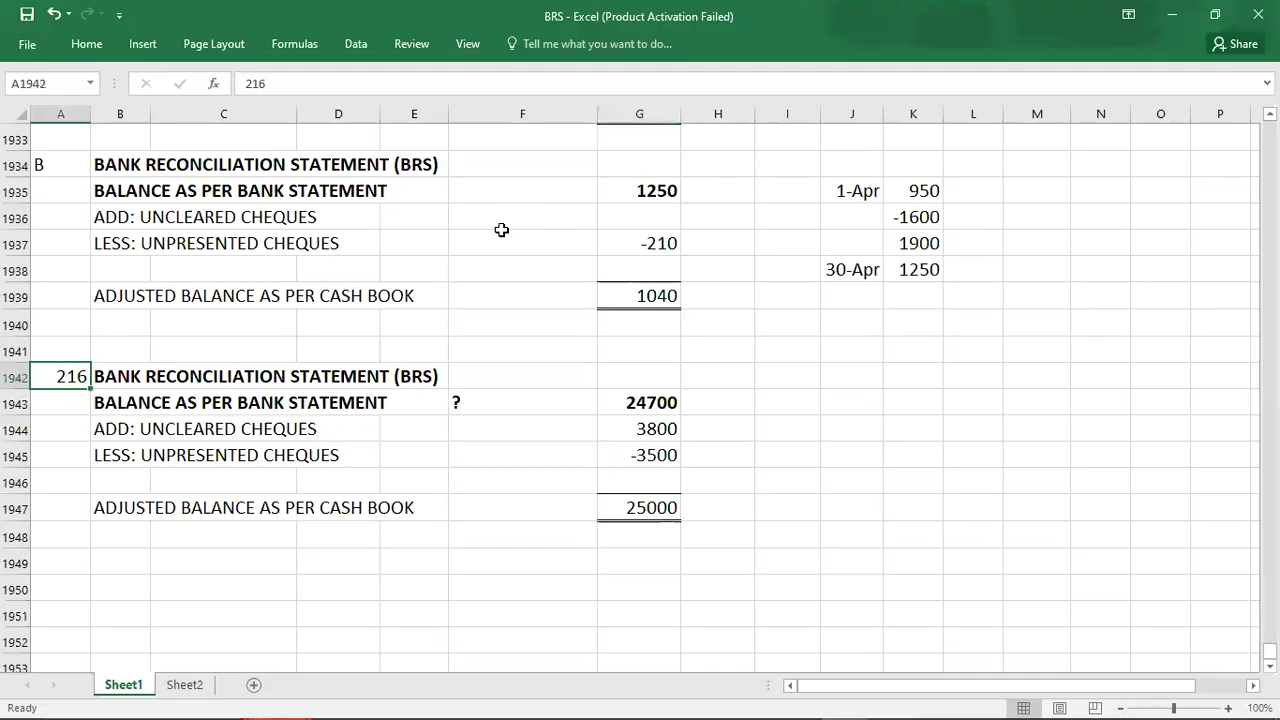 BRS - Excel (Product Activation Failed)
File Home Insert Page Layout Formulas Data Review View Tell me what you want to do... Share
A1942 fx 216
A B C D E F G H I J K L M N O P
1933
1934 B BANK RECONCILIATION STATEMENT (BRS)
1935 BALANCE AS PER BANK STATEMENT 1250 1-Apr 950
1936 ADD: UNCLEARED CHEQUES -1600
1937 LESS: UNPRESENTED CHEQUES -210 1900
1938 30-Apr 1250
1939 ADJUSTED BALANCE AS PER CASH BOOK 1040
1940
1941
1942 216 BANK RECONCILIATION STATEMENT (BRS)
1943 BALANCE AS PER BANK STATEMENT ? 24700
1944 ADD: UNCLEARED CHEQUES 3800
1945 LESS: UNPRESENTED CHEQUES -3500
1946
1947 ADJUSTED BALANCE AS PER CASH BOOK 25000
1948
1949
1950
1951
1952
1953
Sheet1 Sheet2
Ready 100%